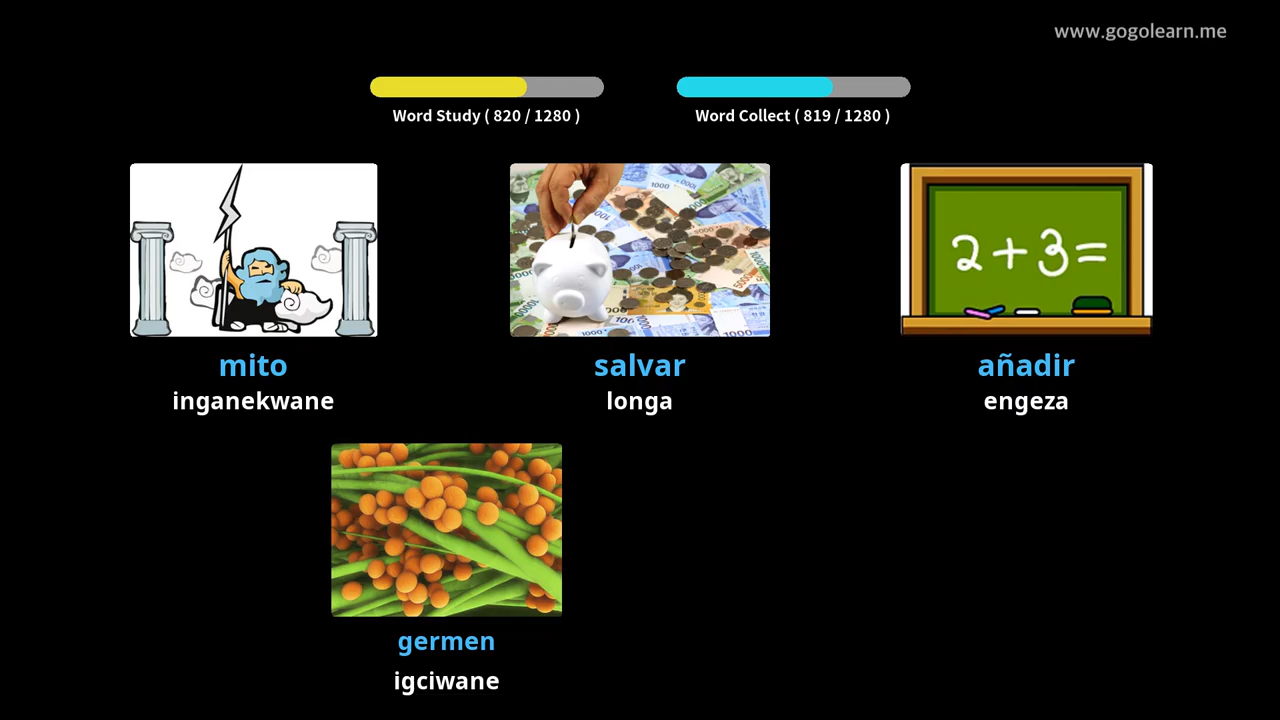 www.gogolearn.me
Word Study ( 820 / 1280 )
Word Collect ( 819 / 1280 )
2+3=
mito
inganekwane
salvar
longa
añadir
engeza
germen
igciwane